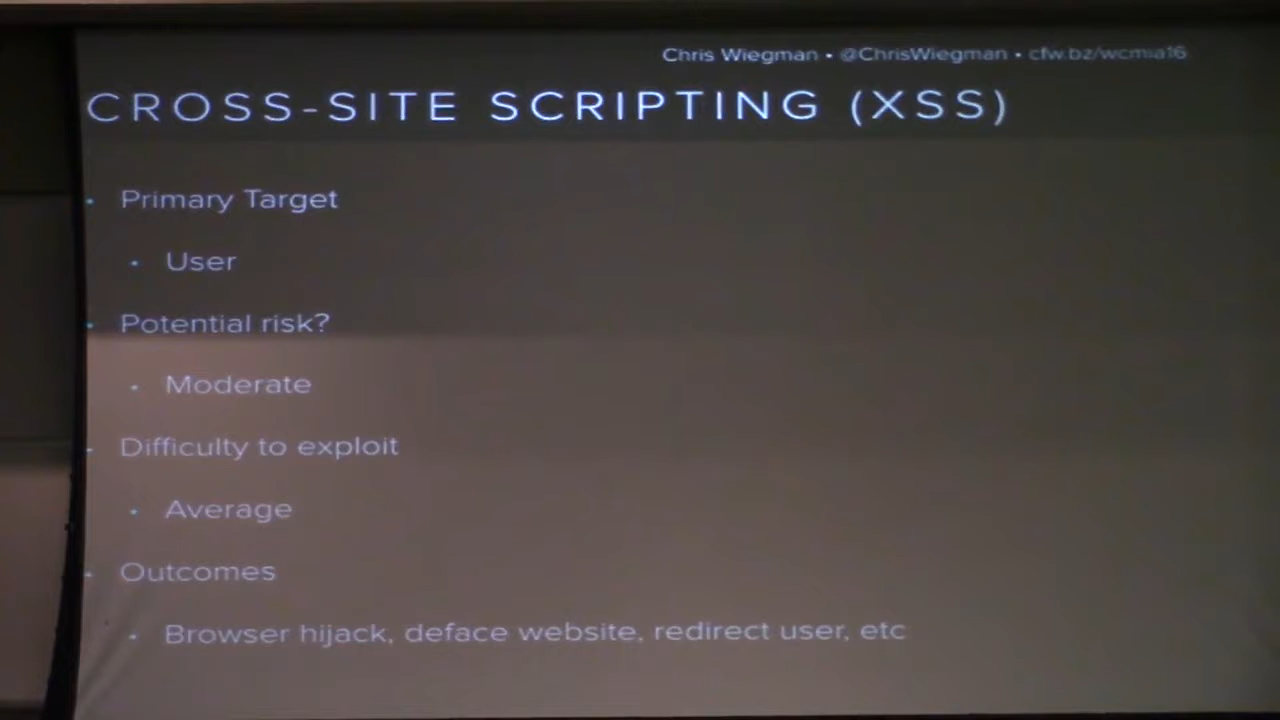 Chris Wiegman • @ChrisWiegman • cfw.bz/wcmia16
CROSS-SITE SCRIPTING (XSS)
• Primary Target
• User
• Potential risk?
• Moderate
• Difficulty to exploit
• Average
• Outcomes
• Browser hijack, deface website, redirect user, etc